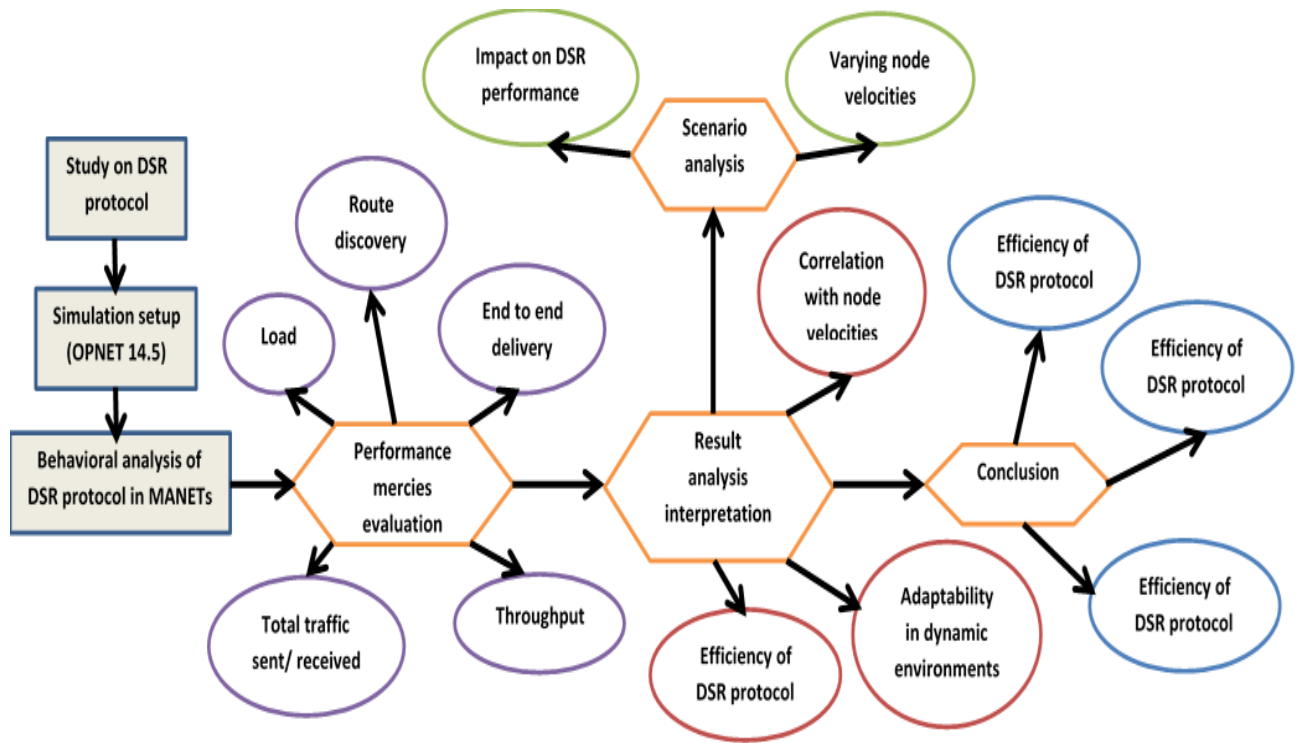 Study on DSR
protocol
Simulation setup
(OPNET 14.5)
Behavioral analysis of
DSR protocol in MANETs
Load
Route
discovery
End to end
delivery
Performance
mercies
evaluation
Total traffic
sent/ received
Throughput
Impact on DSR
performance
Varying node
velocities
Scenario
analysis
Correlation
with node
velocities
Result
analysis
interpretation
Efficiency of
DSR protocol
Adaptability
in dynamic
environments
Conclusion
Efficiency of
DSR protocol
Efficiency of
DSR protocol
Efficiency of
DSR protocol